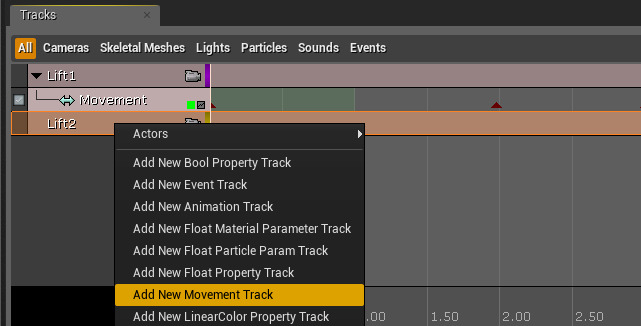 Tracks
All Cameras Skeletal Meshes Lights Particles Sounds Events
Lift1
Movement
Lift2
Actors
Add New Bool Property Track
Add New Event Track
Add New Animation Track
Add New Float Material Parameter Track
Add New Float Particle Param Track
Add New Float Property Track
Add New Movement Track
Add New LinearColor Property Track
.00 1.50 2.00 2.50